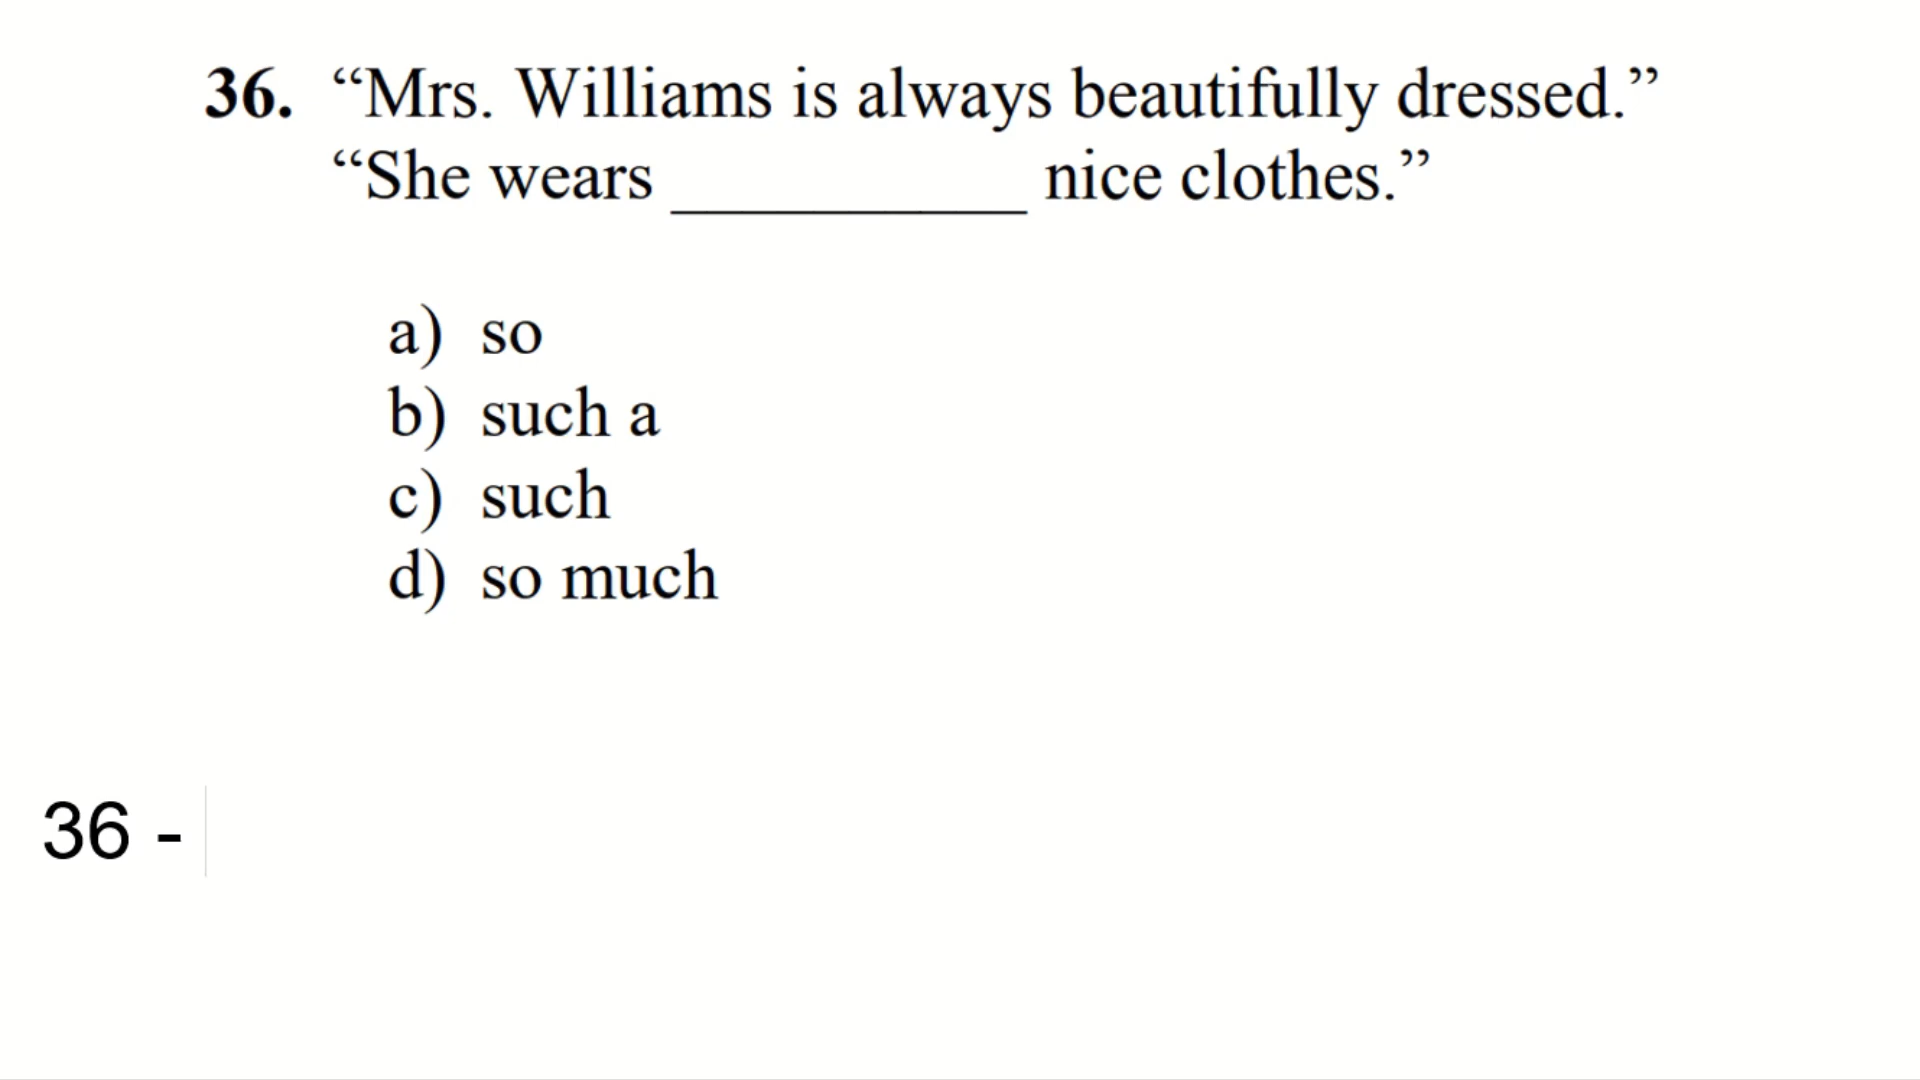 36. “Mrs. Williams is always beautifully dressed.”
“She wears __________ nice clothes.”
a) so
b) such a
c) such
d) so much
36 -